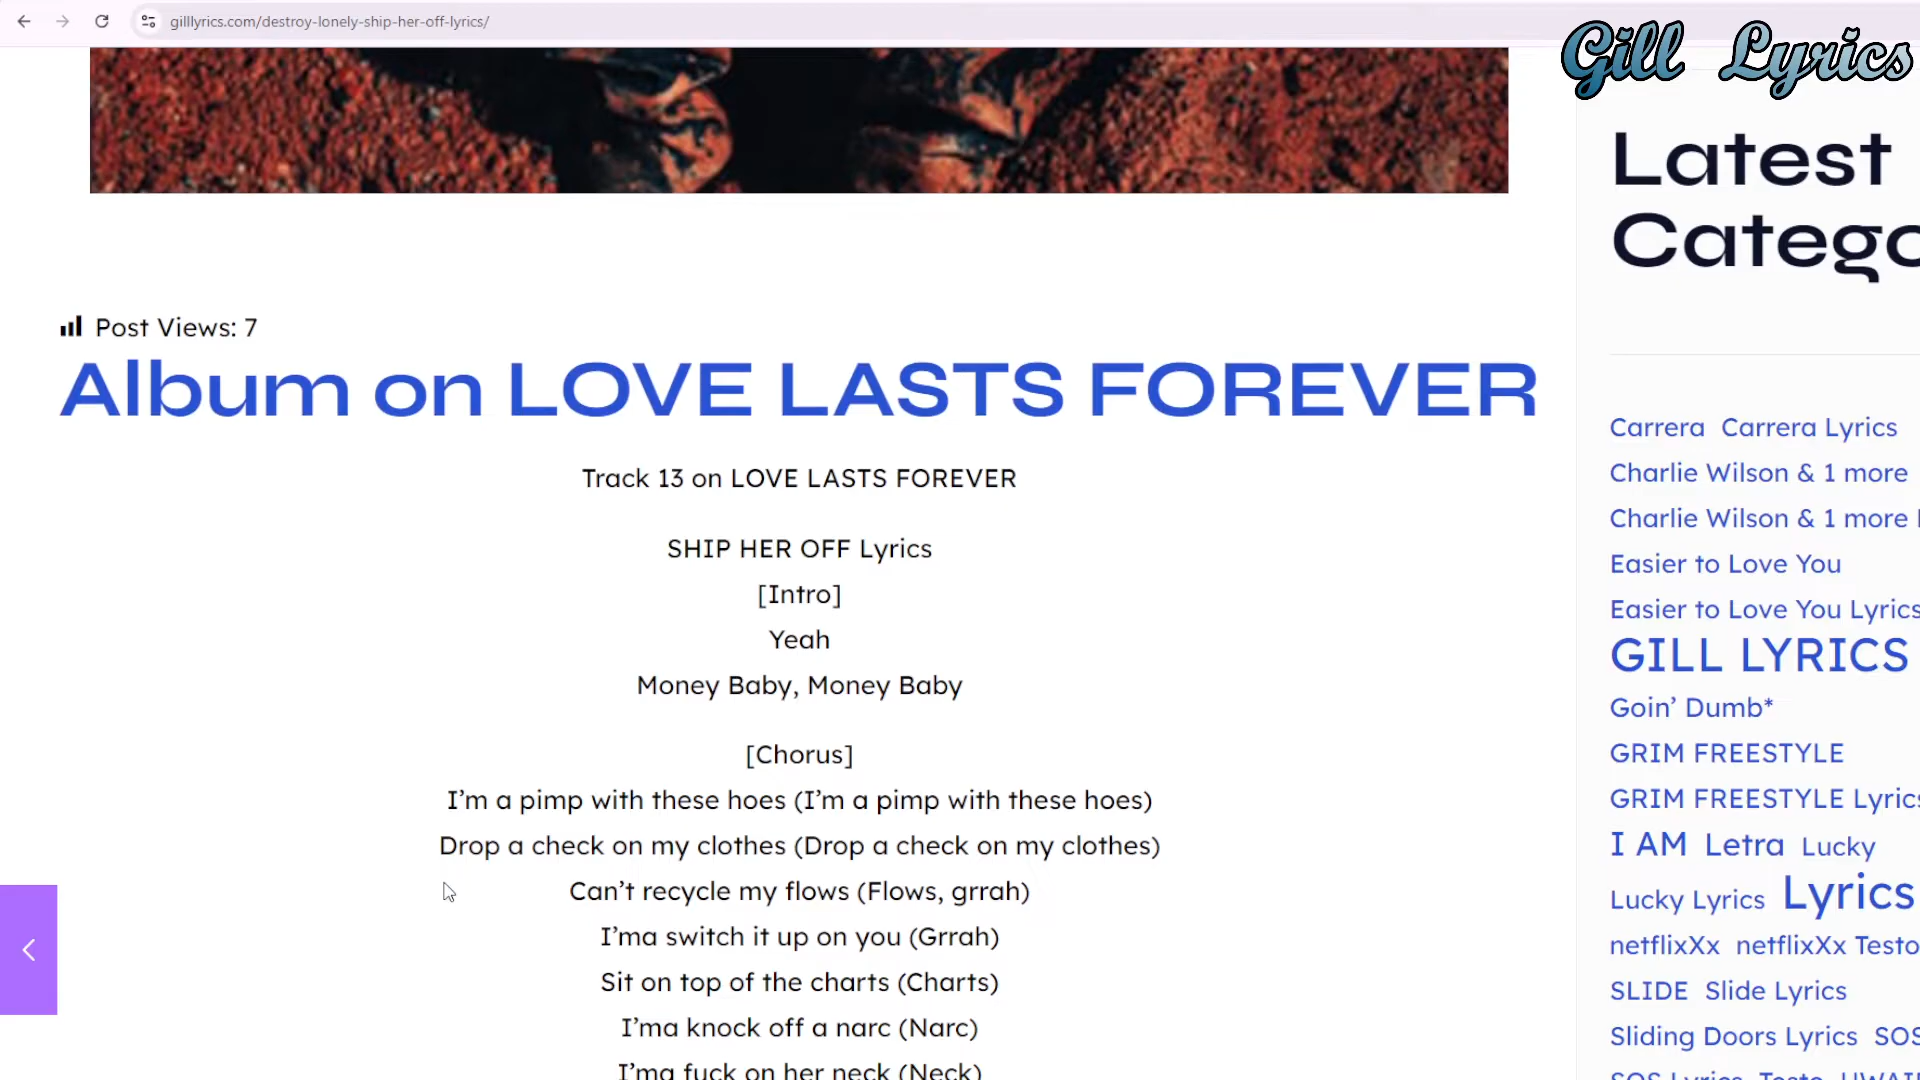 gilllyrics.com/destroy-lonely-ship-her-off-lyrics/
Gill Lyrics
Post Views: 7
Album on LOVE LASTS FOREVER
Track 13 on LOVE LASTS FOREVER
SHIP HER OFF Lyrics
[Intro]
Yeah
Money Baby, Money Baby
[Chorus]
I’m a pimp with these hoes (I’m a pimp with these hoes)
Drop a check on my clothes (Drop a check on my clothes)
Can’t recycle my flows (Flows, grrah)
I’ma switch it up on you (Grrah)
Sit on top of the charts (Charts)
I’ma knock off a narc (Narc)
I’ma fuck on her neck (Neck)
Latest
Catego
Carrera Carrera Lyrics
Charlie Wilson & 1 more
Charlie Wilson & 1 more
Easier to Love You
Easier to Love You Lyrics
GILL LYRICS
Goin’ Dumb*
GRIM FREESTYLE
GRIM FREESTYLE Lyrics
I AM Letra Lucky
Lucky Lyrics Lyrics
netflixXx netflixXx Testo
SLIDE Slide Lyrics
Sliding Doors Lyrics SOS
SOS Lyrics Testo